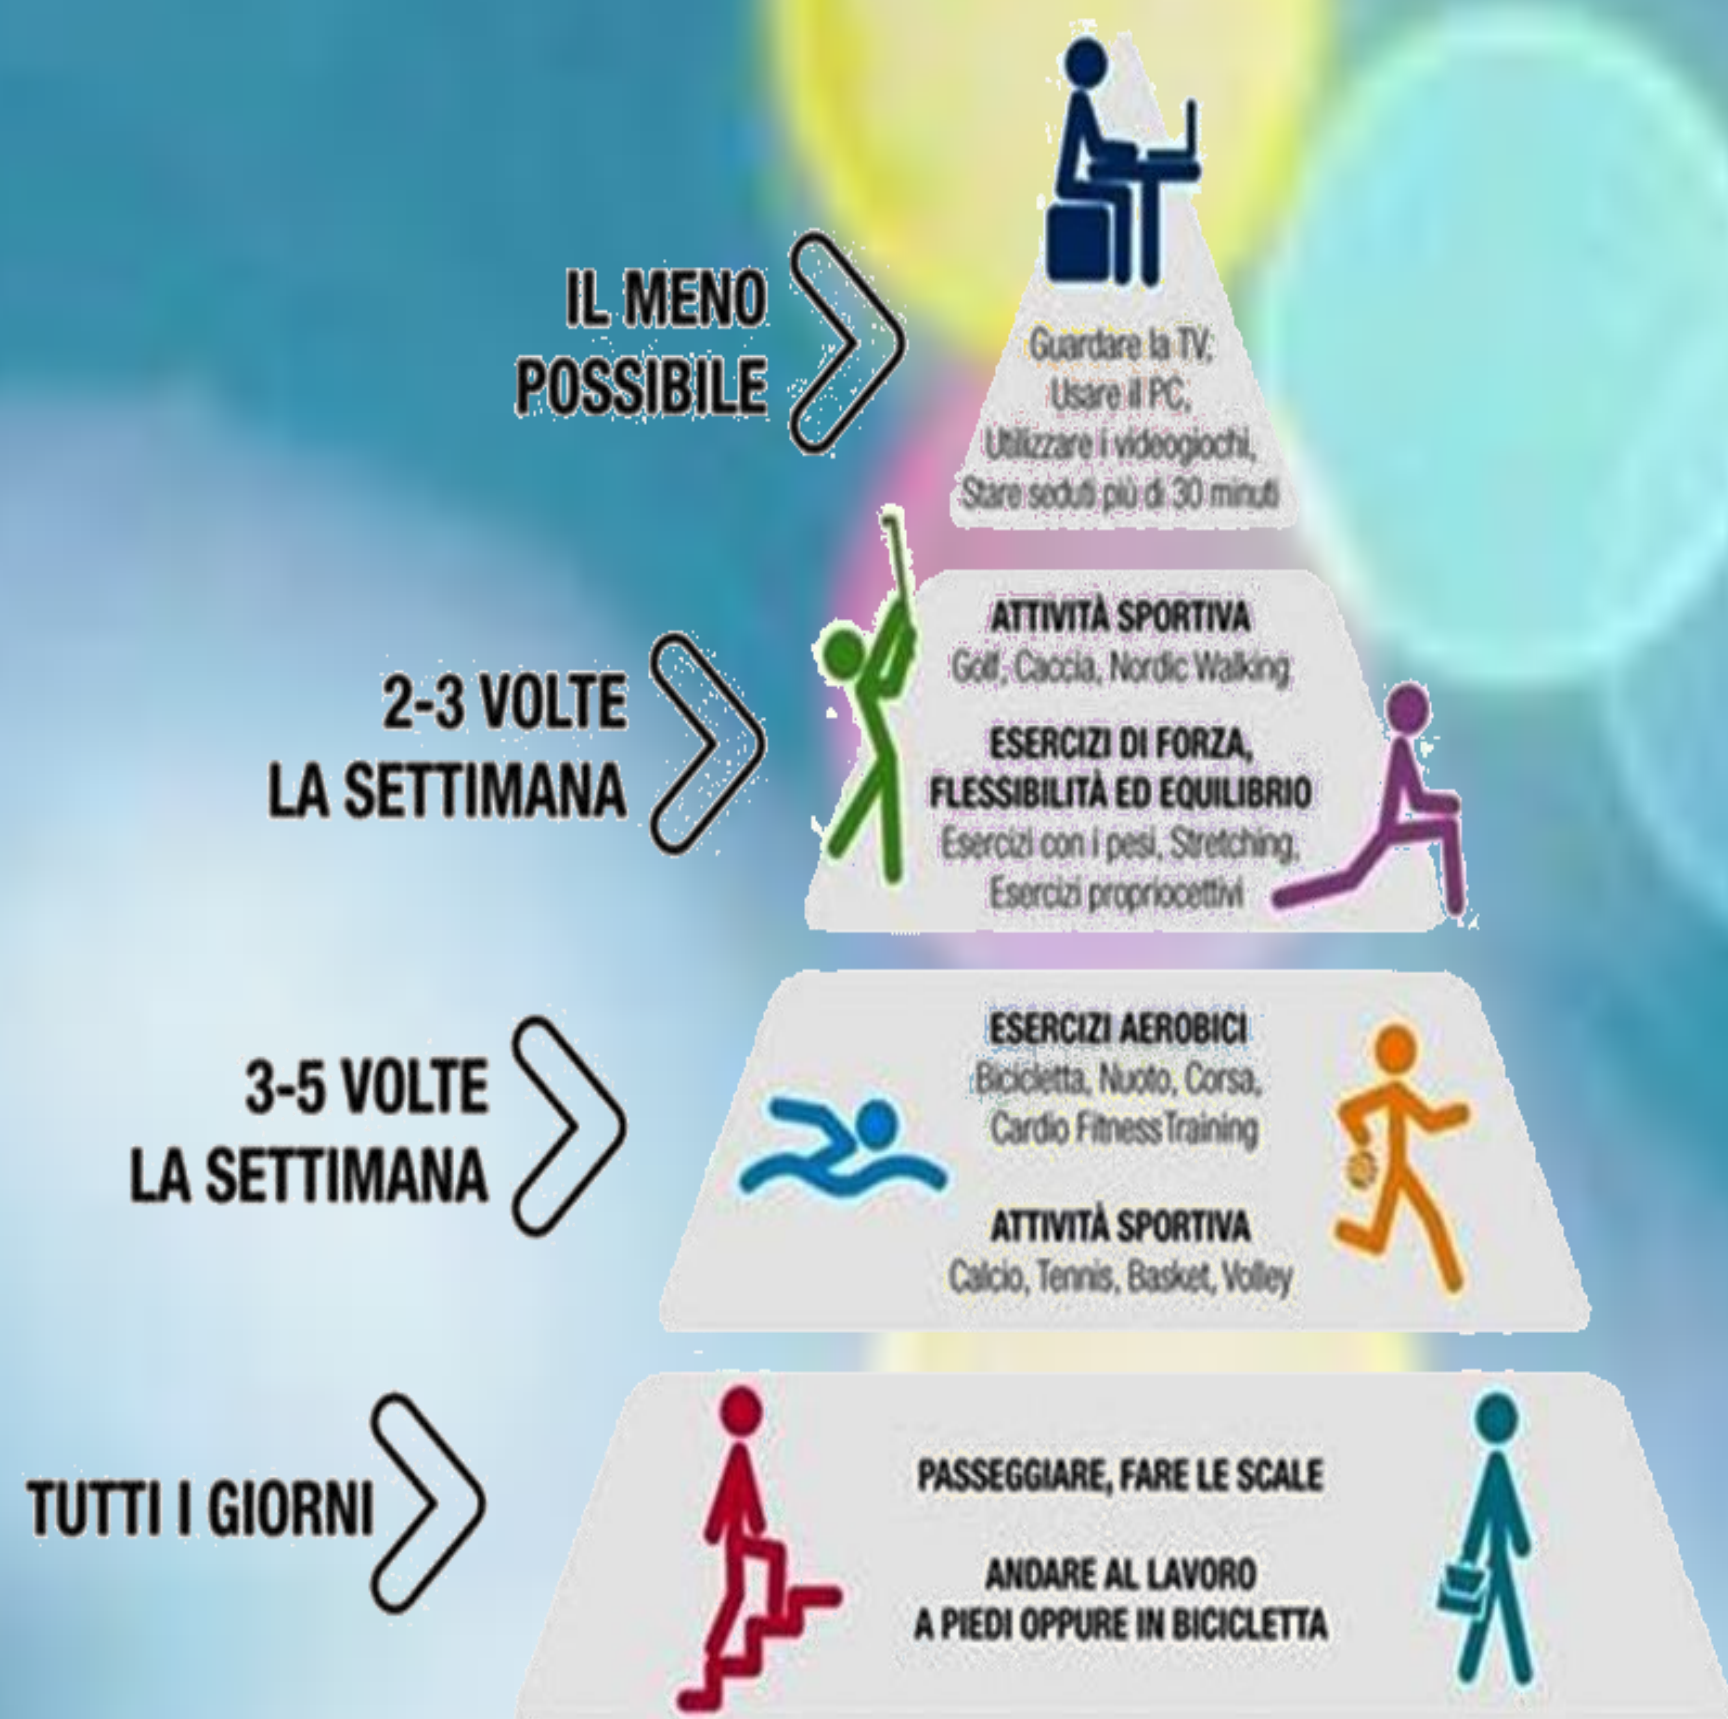 IL MENO
POSSIBILE
Guardare la TV,
Usare il PC,
Utilizzare i videogiochi,
Stare seduti più di 30 minuti
2-3 VOLTE
LA SETTIMANA
ATTIVITÀ SPORTIVA
Golf, Caccia, Nordic Walking
ESERCIZI DI FORZA,
FLESSIBILITÀ ED EQUILIBRIO
Esercizi con i pesi, Stretching,
Esercizi propriocettivi
3-5 VOLTE
LA SETTIMANA
ESERCIZI AEROBICI
Bicicletta, Nuoto, Corsa,
Cardio Fitness Training
ATTIVITÀ SPORTIVA
Calcio, Tennis, Basket, Volley
TUTTI I GIORNI
PASSEGGIARE, FARE LE SCALE
ANDARE AL LAVORO
A PIEDI OPPURE IN BICICLETTA